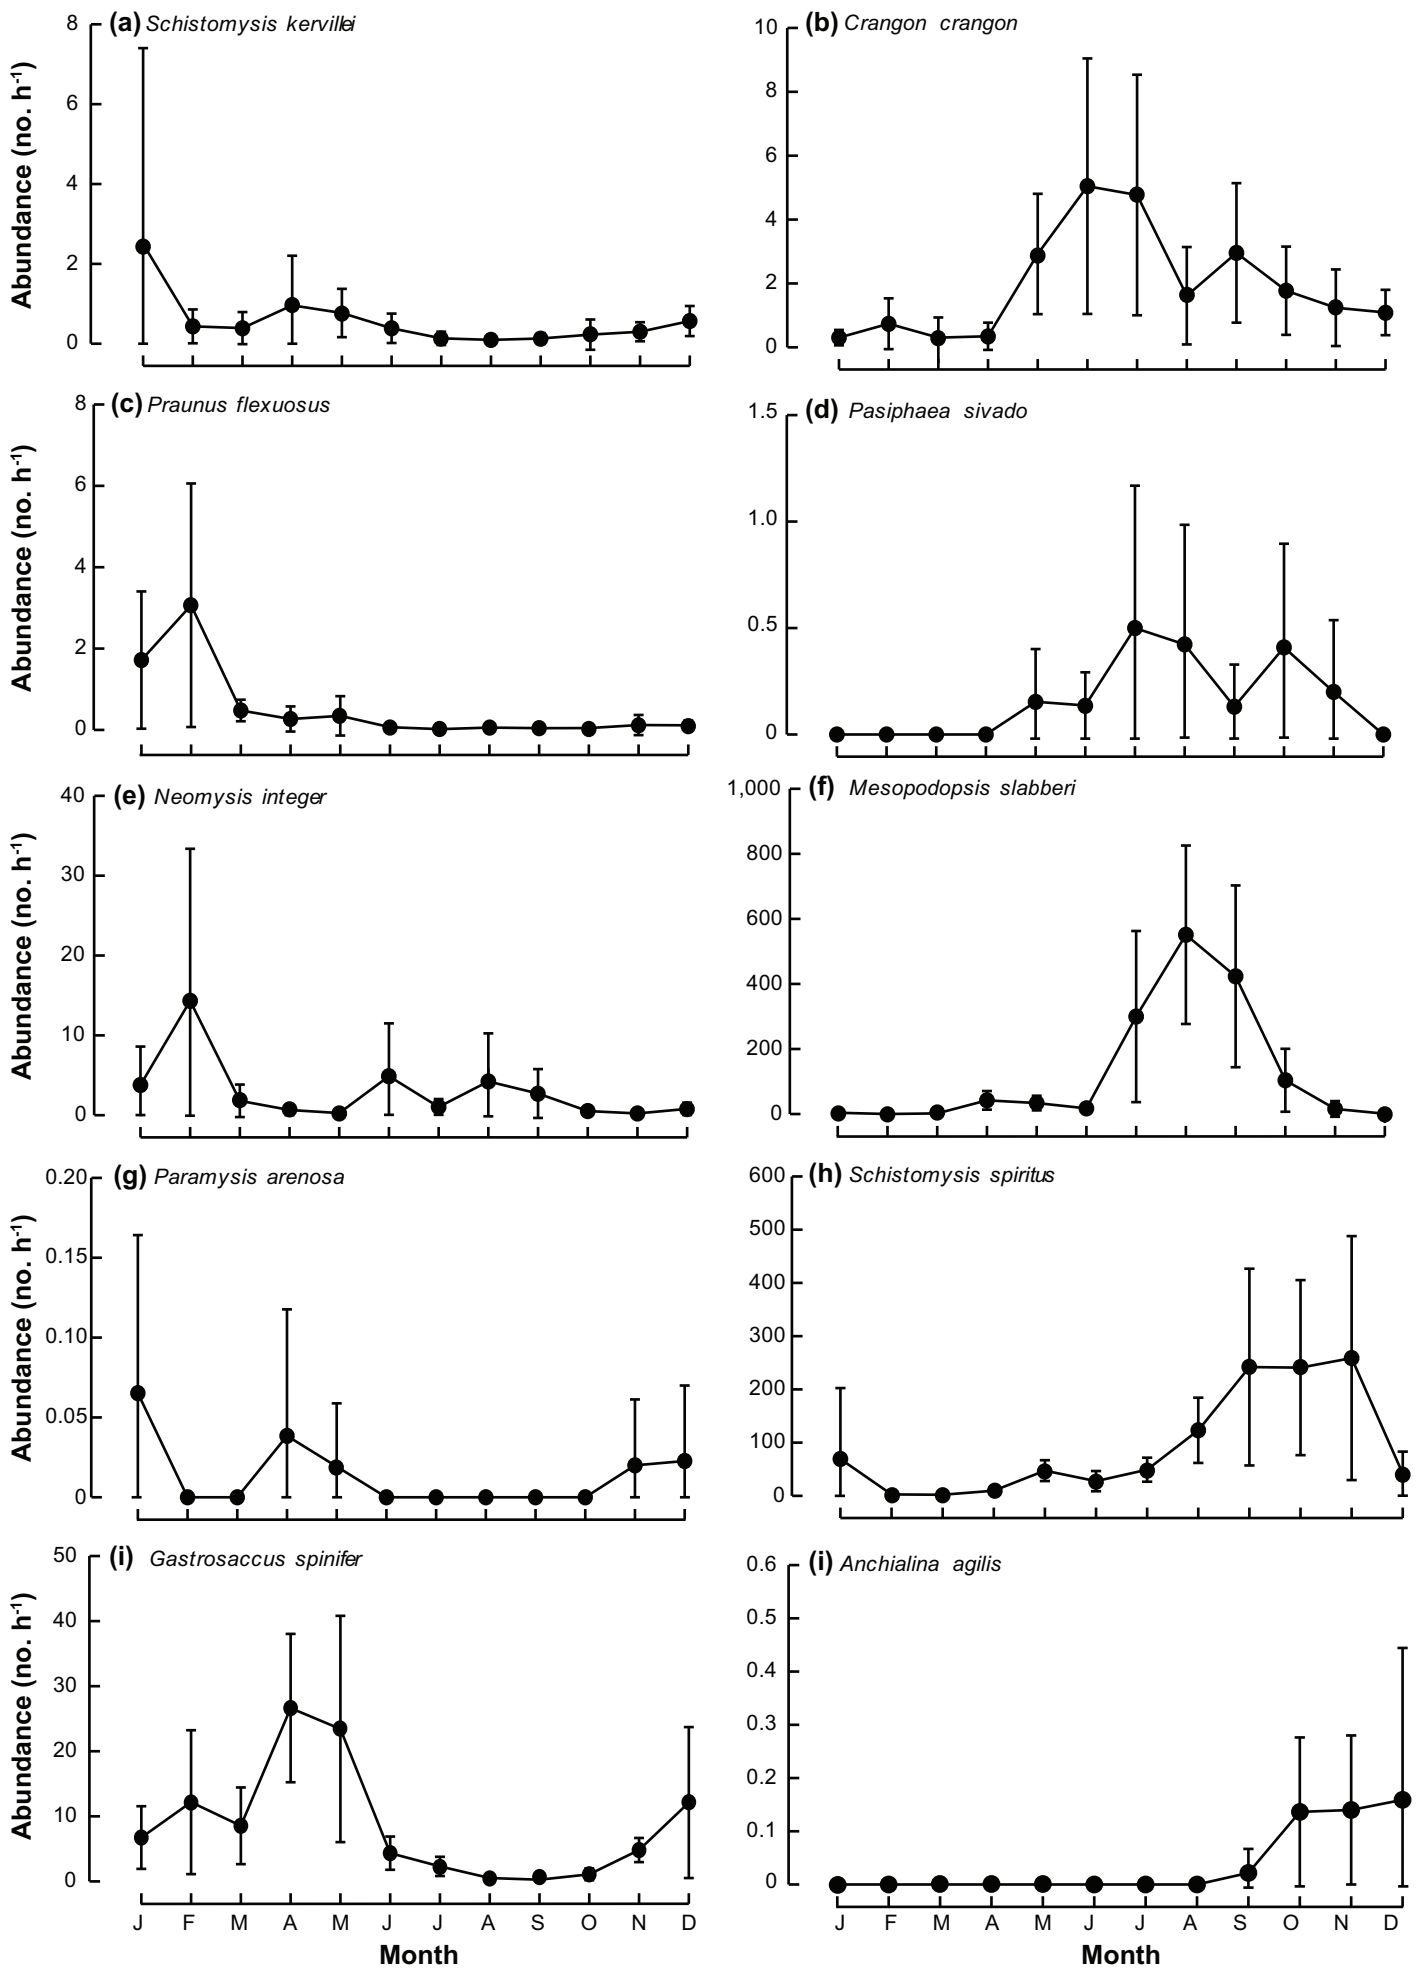 (a) Schistomysis kervillei
8
6
4
2
0
Abundance (no. h-1)
(b) Crangon crangon
10
8
6
4
2
0
(c) Praunus flexuosus
8
6
4
2
0
Abundance (no. h-1)
(d) Pasiphaea sivado
1.5
1.0
0.5
0
(e) Neomysis integer
40
30
20
10
0
Abundance (no. h-1)
(f) Mesopodopsis slabberi
1,000
800
600
400
200
0
(g) Paramysis arenosa
0.20
0.15
0.10
0.05
0
Abundance (no. h-1)
(h) Schistomysis spiritus
600
500
400
300
200
100
0
(i) Gastrosaccus spinifer
50
40
30
20
10
0
Abundance (no. h-1)
J F M A M J J A S O N D
Month
(i) Anchialina agilis
0.6
0.5
0.4
0.3
0.2
0.1
0
J F M A M J J A S O N D
Month